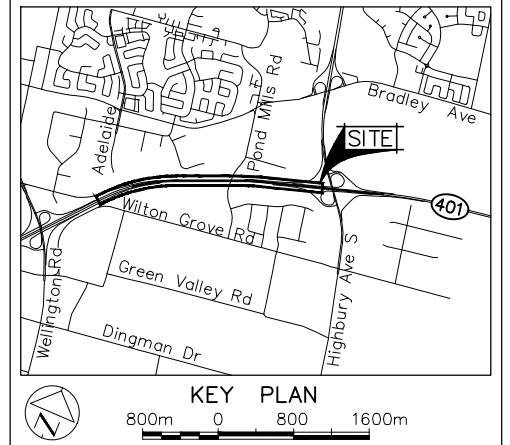 Bradley Ave
Pond Mills Rd
Adelaide
SITE
401
Wilton Grove Rd
Wellington Rd
Green Valley Rd
Highbury Ave S
Dingman Dr
KEY PLAN
N
800m 0 800 1600m